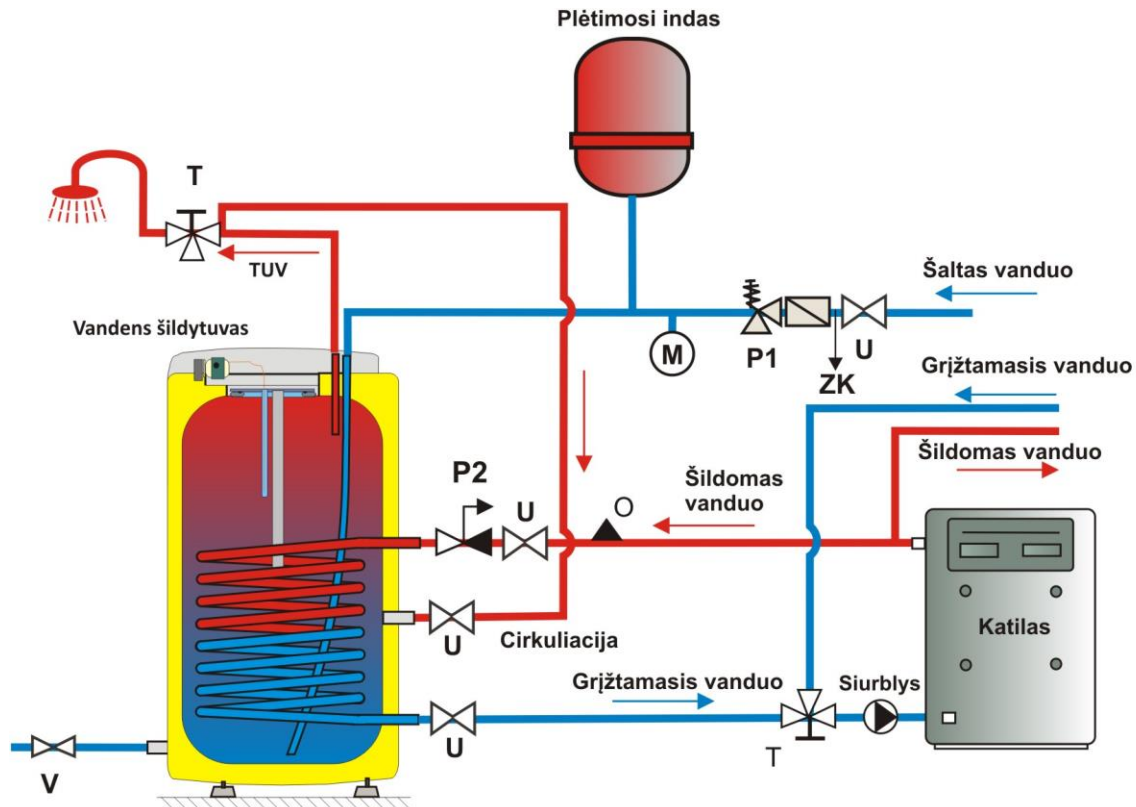 Plėtimosi indas
T
TUV
Šaltas vanduo
Vandens šildytuvas
M
P1
U
ZK
Grįžtamasis vanduo
Šildomas vanduo
P2
U
Šildomas
vanduo
O
U
Cirkuliacija
Katilas
Grįžtamasis vanduo
Siurblys
U
T
V